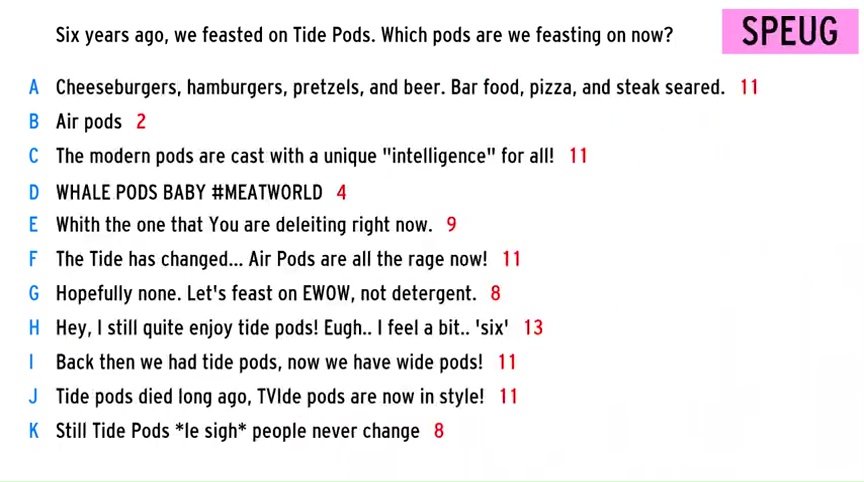 Six years ago, we feasted on Tide Pods. Which pods are we feasting on now?
SPEUG
A Cheeseburgers, hamburgers, pretzels, and beer. Bar food, pizza, and steak seared. 11
B Air pods 2
C The modern pods are cast with a unique "intelligence" for all! 11
D WHALE PODS BABY #MEATWORLD 4
E Whith the one that You are deleiting right now. 9
F The Tide has changed... Air Pods are all the rage now! 11
G Hopefully none. Let's feast on EWOW, not detergent. 8
H Hey, I still quite enjoy tide pods! Eugh.. I feel a bit.. 'six' 13
I Back then we had tide pods, now we have wide pods! 11
J Tide pods died long ago, TVIde pods are now in style! 11
K Still Tide Pods *le sigh* people never change 8